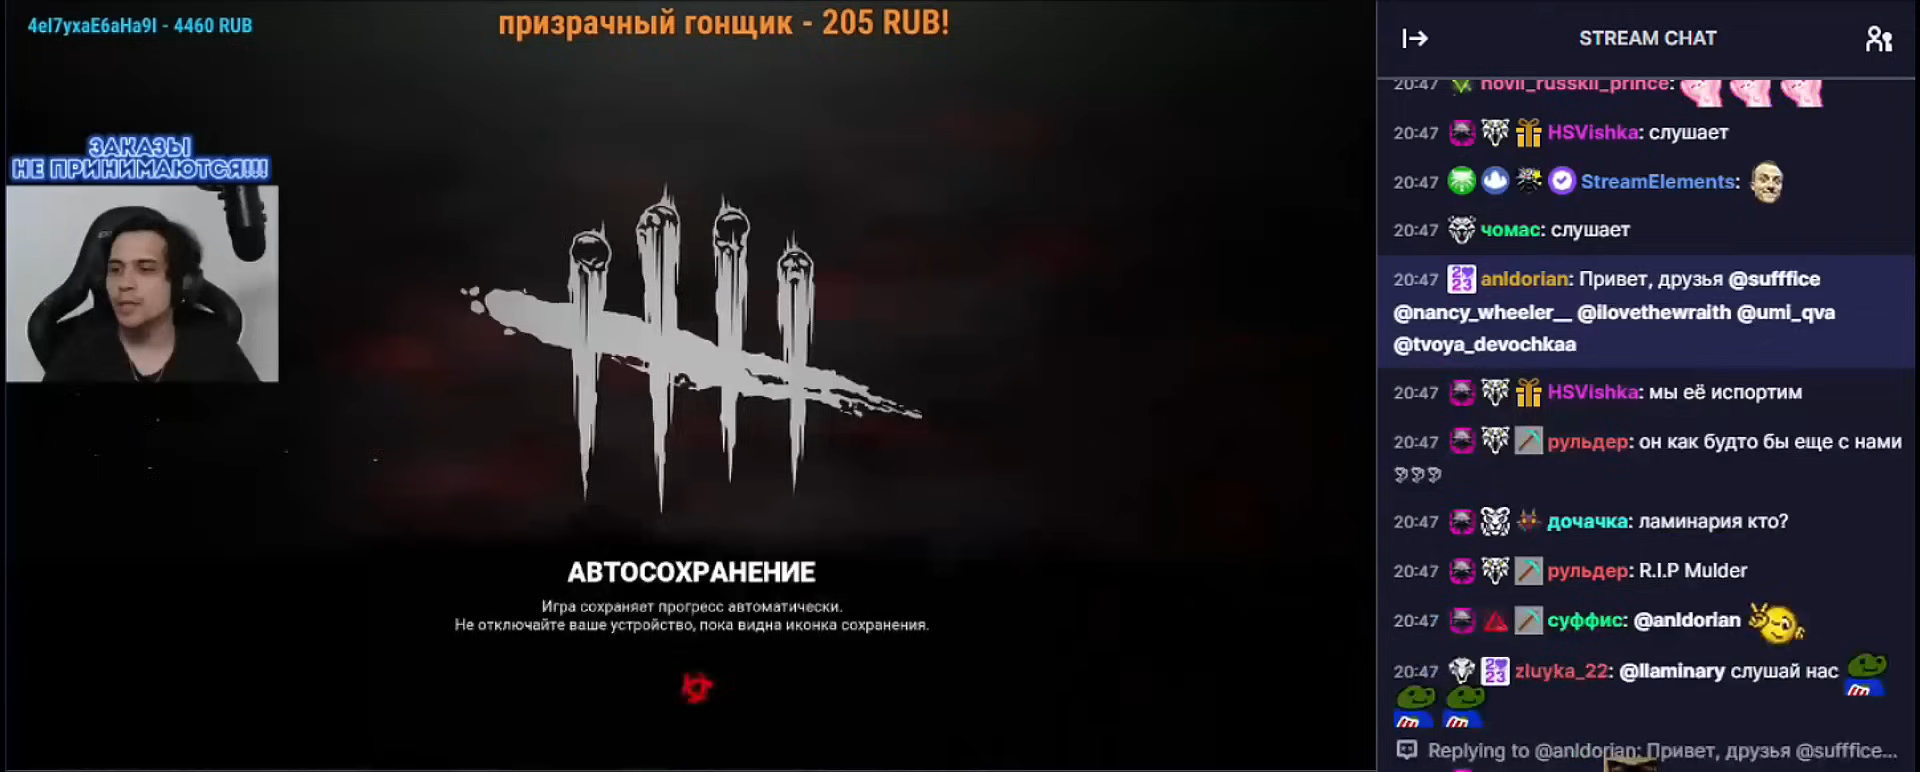 4el7yxaE6aHa9I - 4460 RUB
призрачный гонщик - 205 RUB!
ЗАКАЗЫ
НЕ ПРИНИМАЮТСЯ!!!
АВТОСОХРАНЕНИЕ
Игра сохраняет прогресс автоматически.
Не отключайте ваше устройство, пока видна иконка сохранения.
STREAM CHAT
20:47 novii_russkii_prince:
20:47 HSVishka: слушает
20:47 StreamElements:
20:47 чомас: слушает
20:47 anldorian: Привет, друзья @sufffice
@nancy_wheeler__ @ilovethewraith @umi_qva
@tvoya_devochkaa
20:47 HSVishka: мы её испортим
20:47 рульдер: он как будто бы еще с нами
20:47 дочачка: ламинария кто?
20:47 рульдер: R.I.P Mulder
20:47 суффис: @anldorian
20:47 zluyka_22: @llaminary слушай нас
Replying to @anldorian: Привет, друзья @sufffice...